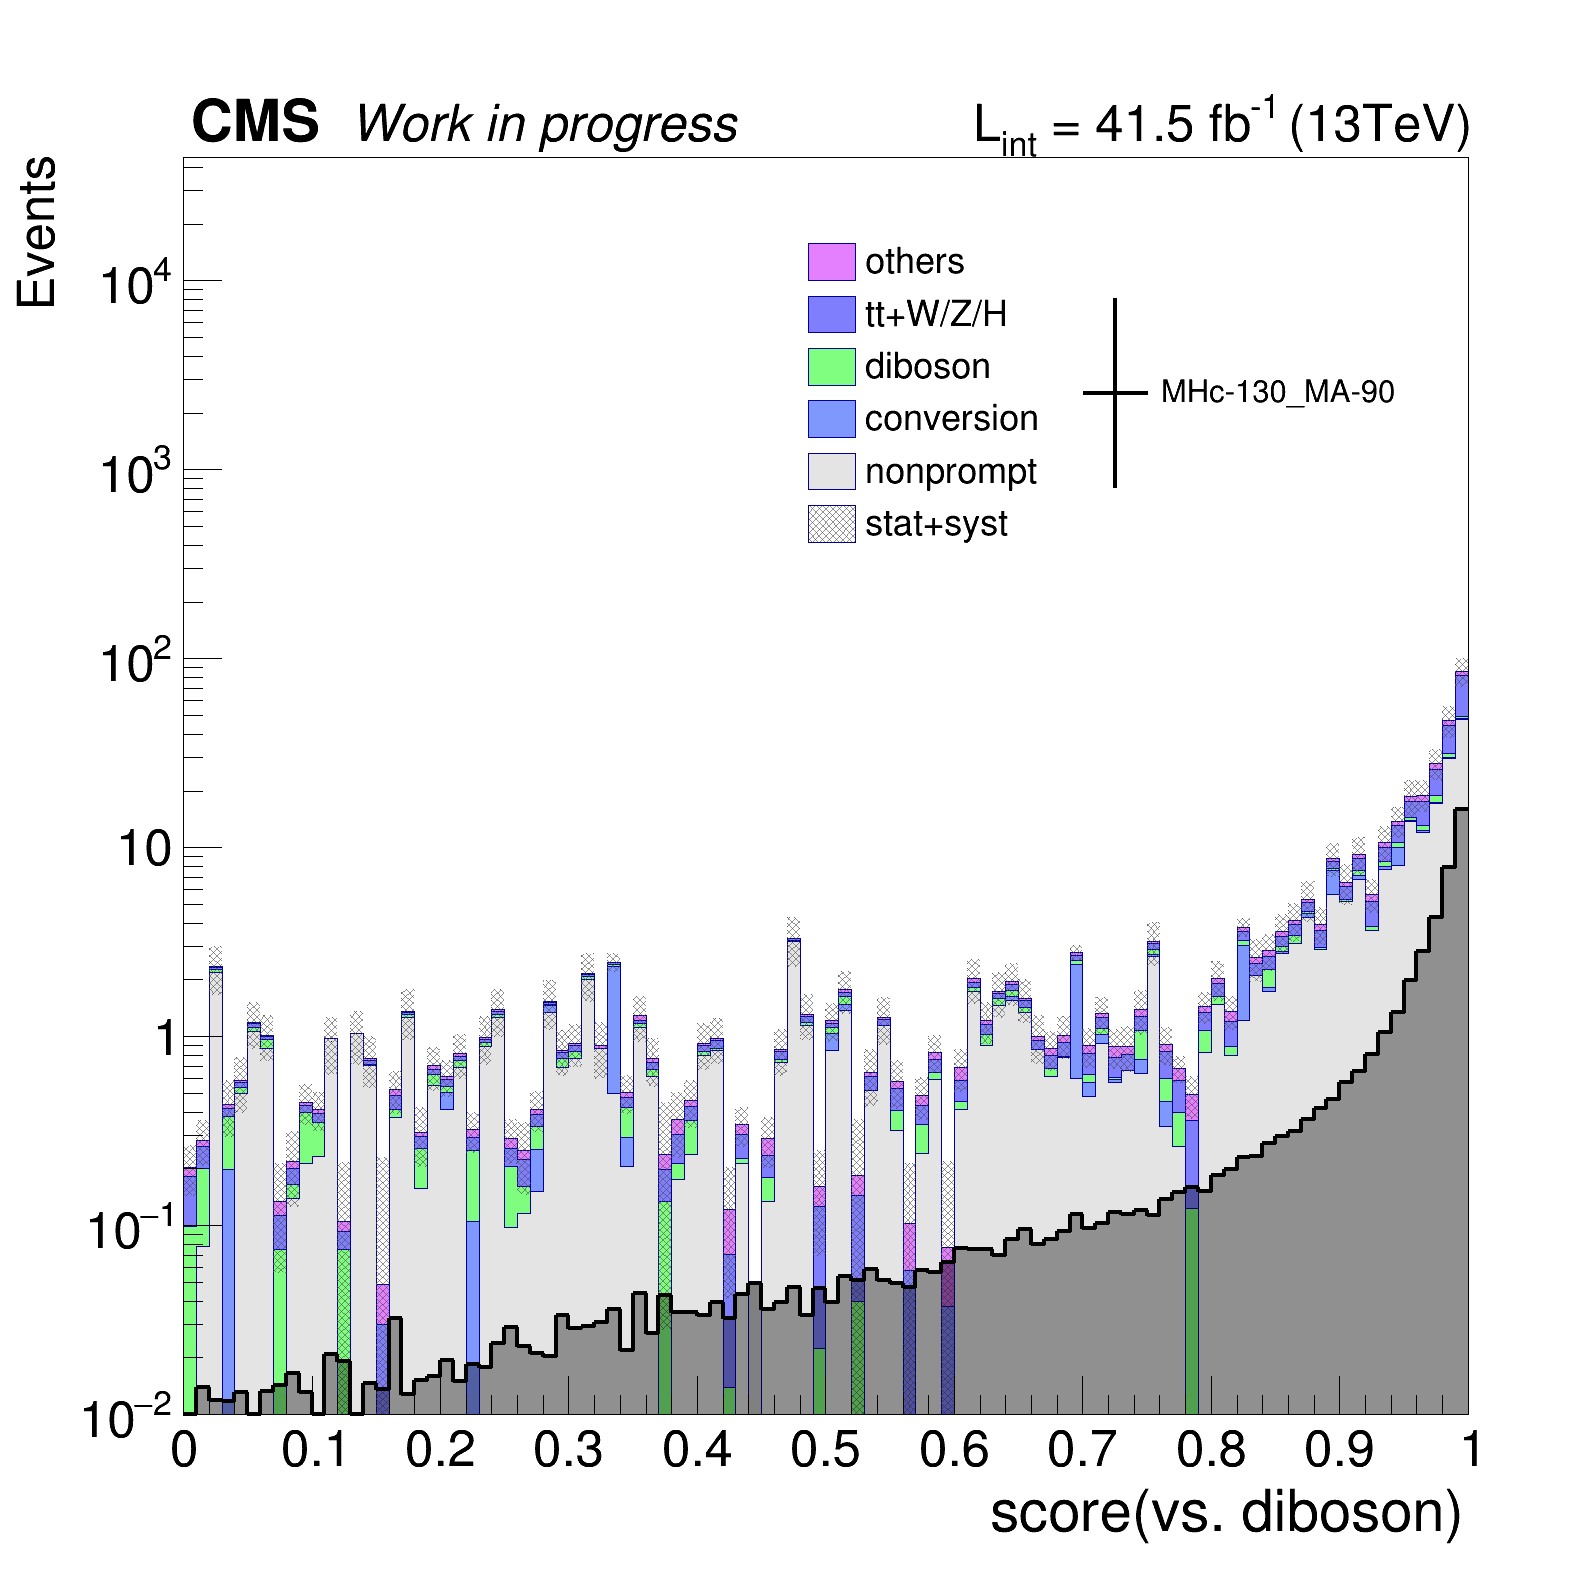 CMS Work in progress L_int = 41.5 fb^-1 (13TeV)
Events
others
tt+W/Z/H
diboson
conversion
nonprompt
stat+syst
MHc-130_MA-90
10^4
10^3
10^2
10
1
10^−1
10^−2
0 0.1 0.2 0.3 0.4 0.5 0.6 0.7 0.8 0.9 1
score(vs. diboson)